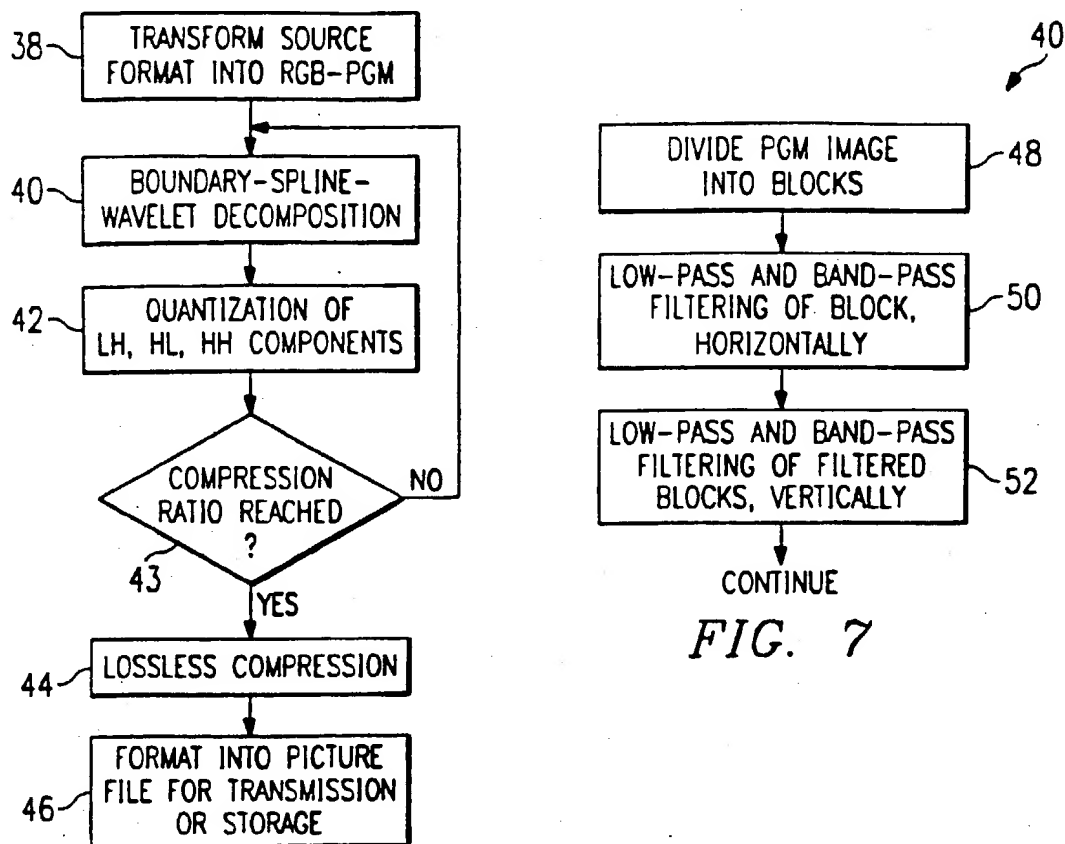 38
TRANSFORM SOURCE
FORMAT INTO RGB-PGM
40
BOUNDARY-SPLINE-
WAVELET DECOMPOSITION
42
QUANTIZATION OF
LH, HL, HH COMPONENTS
COMPRESSION
RATIO REACHED
?
NO
43
YES
44
LOSSLESS COMPRESSION
46
FORMAT INTO PICTURE
FILE FOR TRANSMISSION
OR STORAGE
40
DIVIDE PGM IMAGE
INTO BLOCKS
48
LOW-PASS AND BAND-PASS
FILTERING OF BLOCK,
HORIZONTALLY
50
LOW-PASS AND BAND-PASS
FILTERING OF FILTERED
BLOCKS, VERTICALLY
52
CONTINUE
FIG. 7